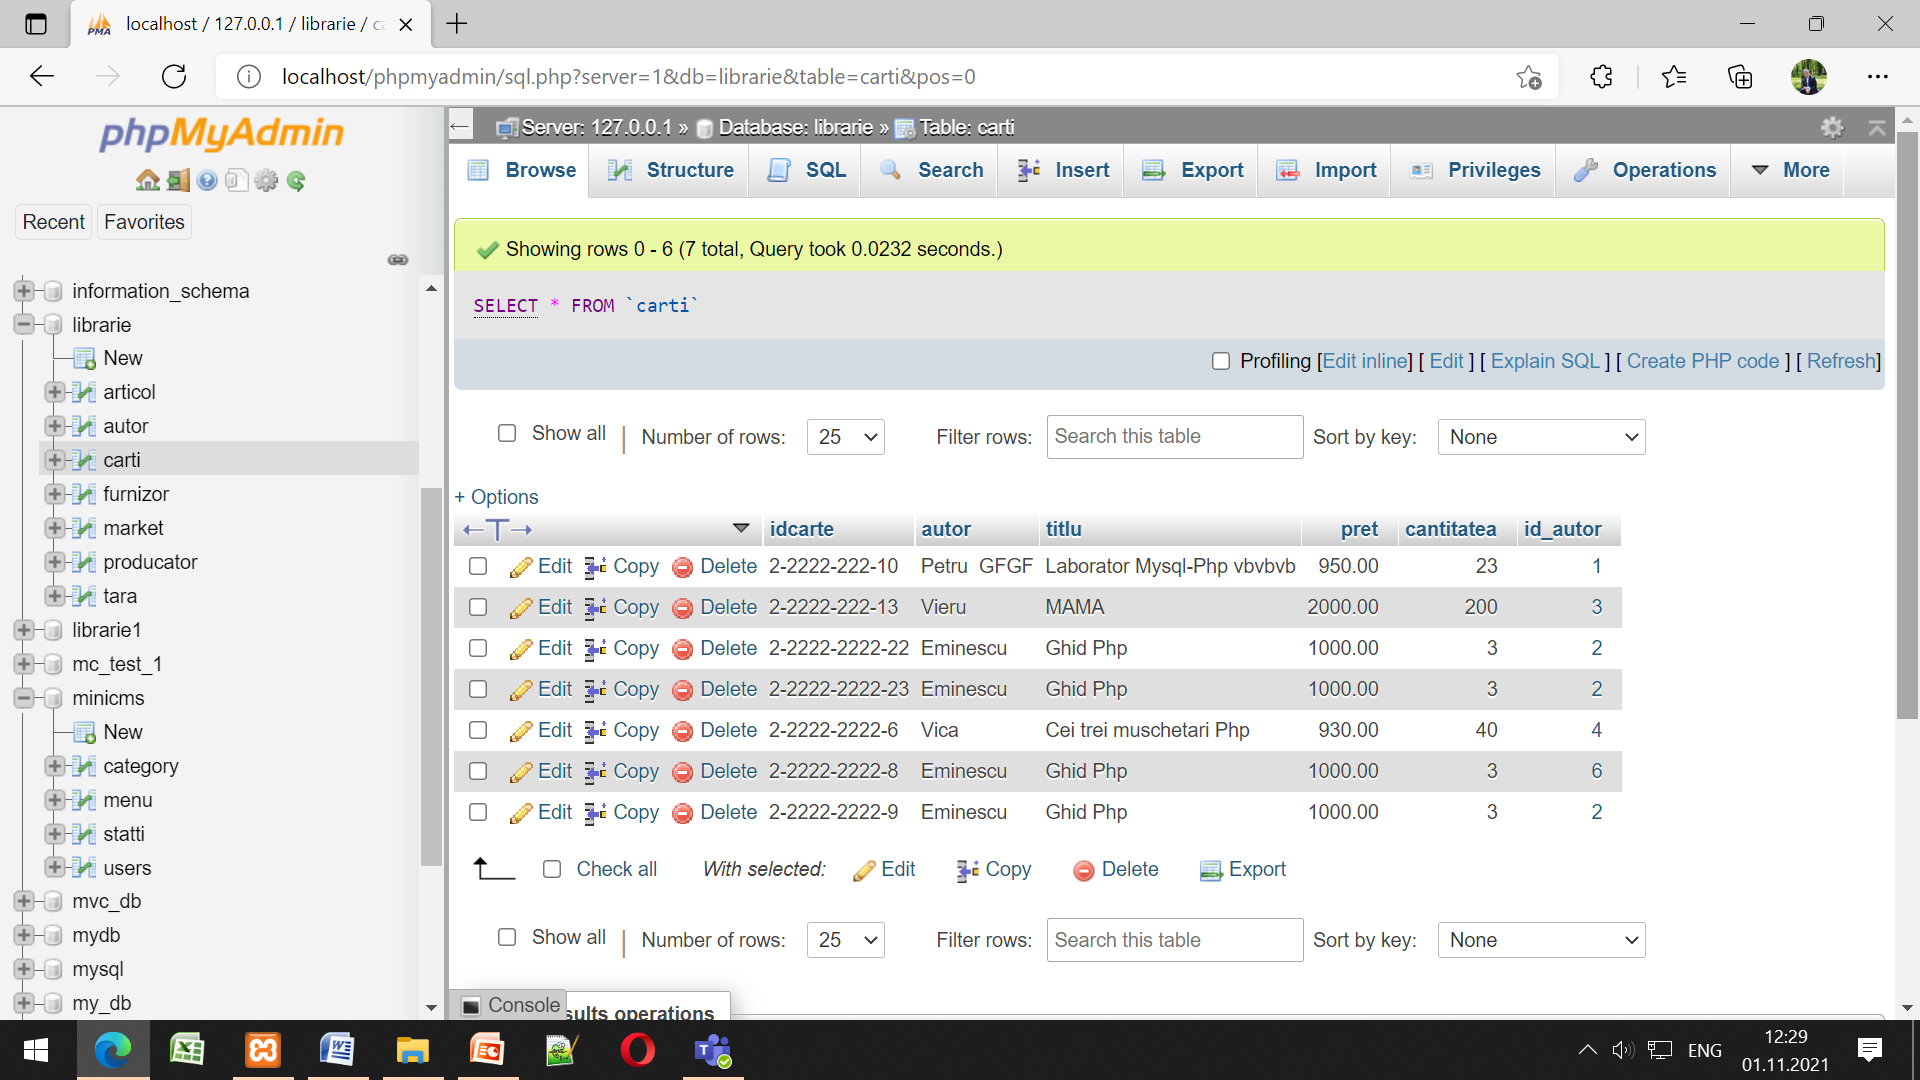 localhost / 127.0.0.1 / librarie / ca
localhost/phpmyadmin/sql.php?server=1&db=librarie&table=carti&pos=0
phpMyAdmin
Recent Favorites
information_schema
librarie
New
articol
autor
carti
furnizor
market
producator
tara
librarie1
mc_test_1
minicms
New
category
menu
statti
users
mvc_db
mydb
mysql
my_db
Server: 127.0.0.1 » Database: librarie » Table: carti
Browse Structure SQL Search Insert Export Import Privileges Operations More
Showing rows 0 - 6 (7 total, Query took 0.0232 seconds.)
SELECT * FROM `carti`
Profiling [Edit inline] [ Edit ] [ Explain SQL ] [ Create PHP code ] [ Refresh]
Show all | Number of rows: 25 Filter rows: Search this table Sort by key: None
+ Options
←T→ idcarte autor titlu pret cantitatea id_autor
Edit Copy Delete 2-2222-222-10 Petru GFGF Laborator Mysql-Php vbvbvb 950.00 23 1
Edit Copy Delete 2-2222-222-13 Vieru MAMA 2000.00 200 3
Edit Copy Delete 2-2222-2222-22 Eminescu Ghid Php 1000.00 3 2
Edit Copy Delete 2-2222-2222-23 Eminescu Ghid Php 1000.00 3 2
Edit Copy Delete 2-2222-2222-6 Vica Cei trei muschetari Php 930.00 40 4
Edit Copy Delete 2-2222-2222-8 Eminescu Ghid Php 1000.00 3 6
Edit Copy Delete 2-2222-2222-9 Eminescu Ghid Php 1000.00 3 2
Check all With selected: Edit Copy Delete Export
Show all | Number of rows: 25 Filter rows: Search this table Sort by key: None
Console sults operations
ENG
12:29
01.11.2021